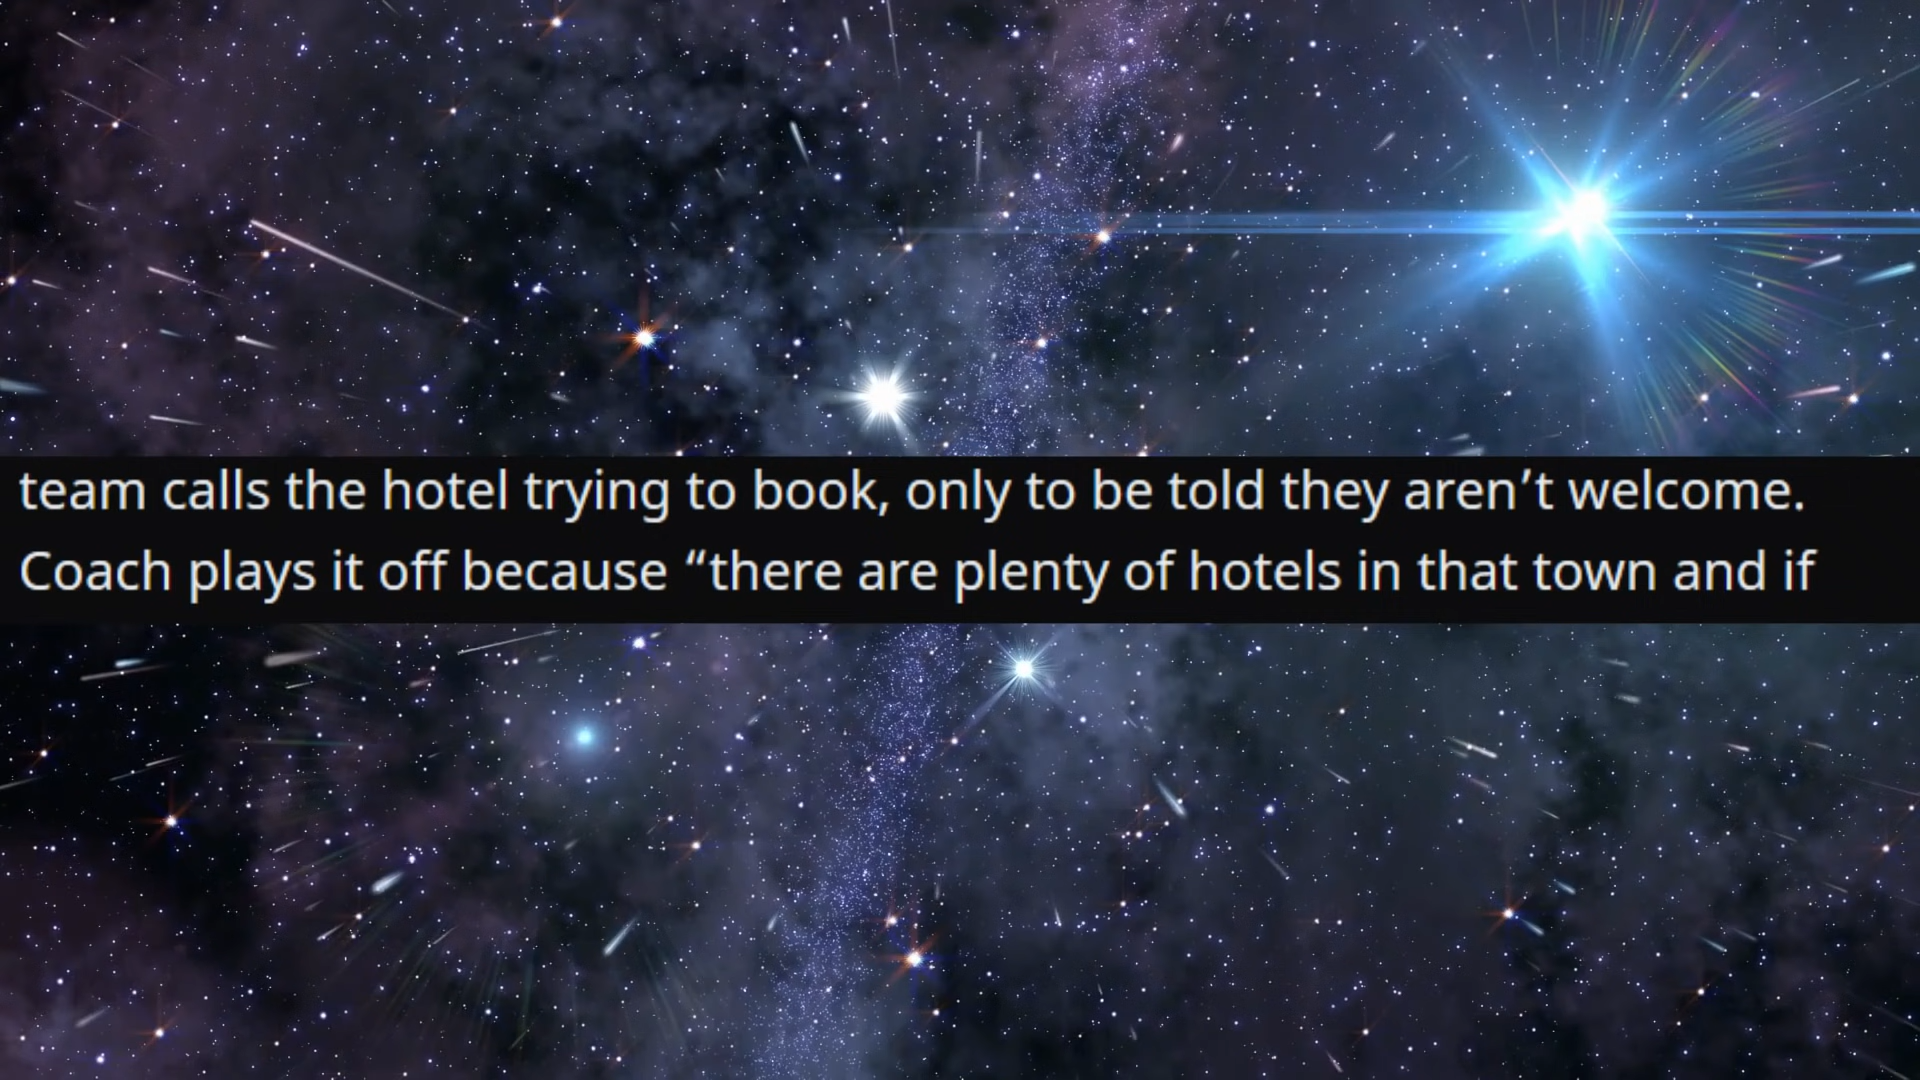 team calls the hotel trying to book, only to be told they aren’t welcome.
Coach plays it off because “there are plenty of hotels in that town and if